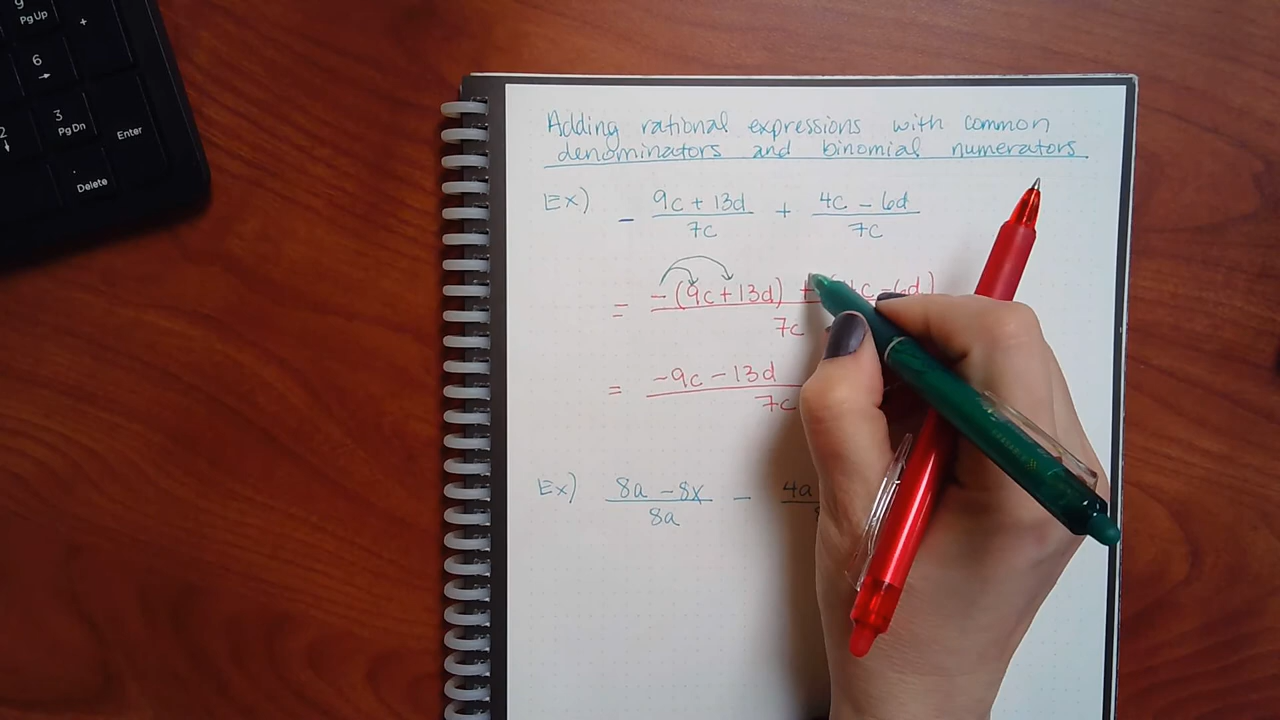 9
PgUp
+
6
→
3
PgDn
Enter
2
↓
Delete
Adding rational expressions with common
denominators and binomial numerators
Ex) - 9c + 13d / 7c + 4c - 6d / 7c
= -(9c+13d) + (4c-6d) / 7c
= -9c - 13d / 7c
Ex) 8a - 8x / 8a - 4a